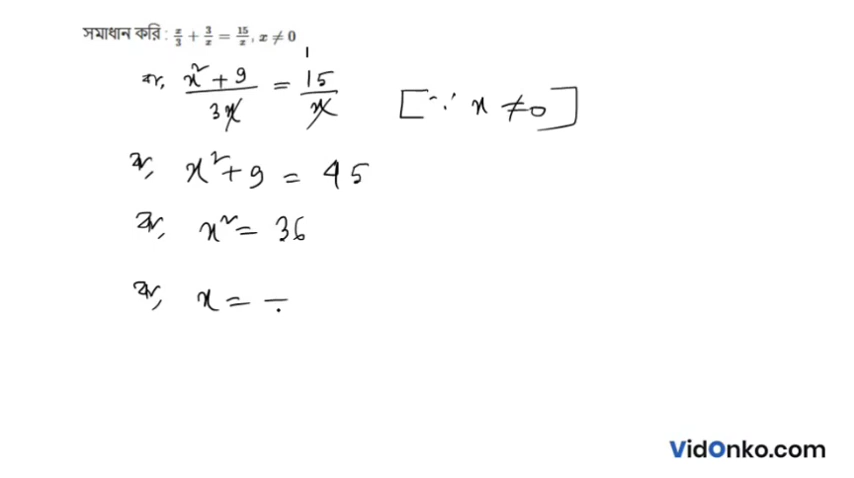 সমাধান করি : x/3 + 3/x = 15/x, x ≠ 0
বা, (x² + 9)/3x = 15/x [∵ x ≠ 0]
বা, x² + 9 = 45
বা, x² = 36
বা, x =
VidOnko.com